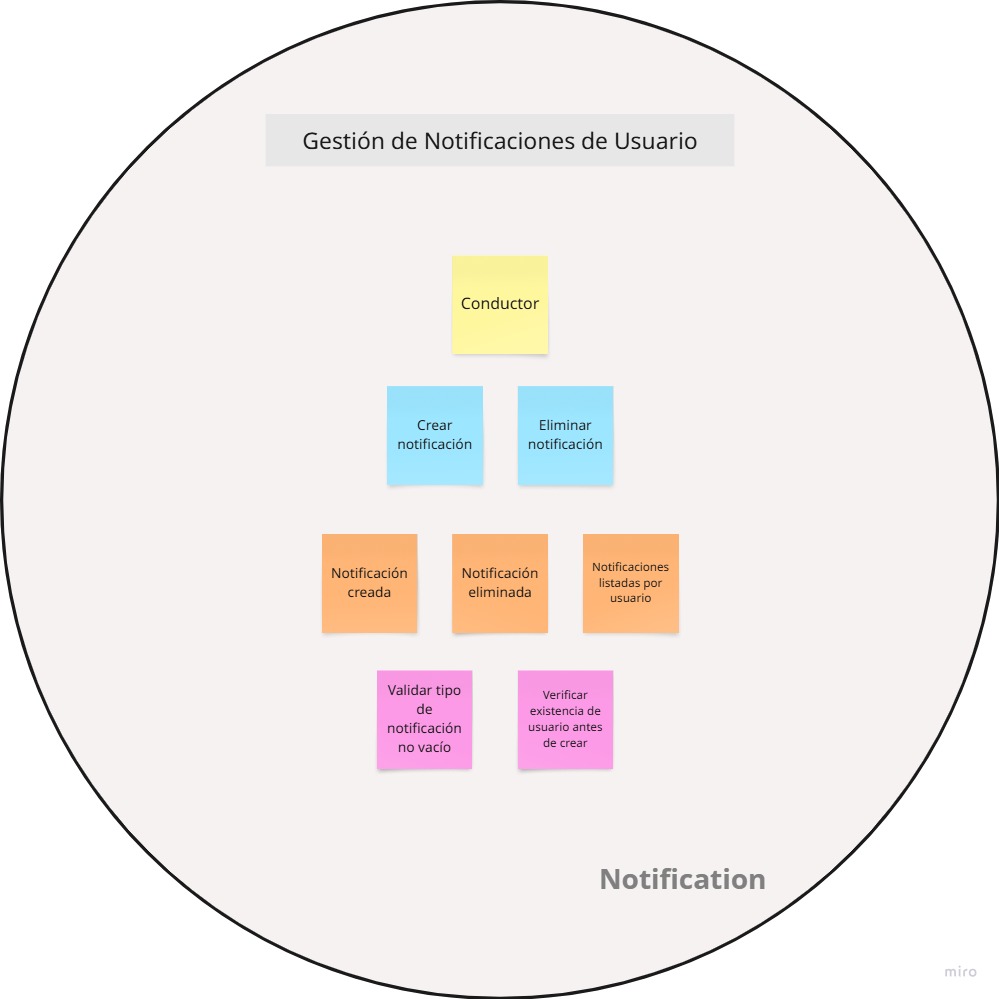 Gestión de Notificaciones de Usuario
Conductor
Crear
notificación
Eliminar
notificación
Notificación
creada
Notificación
eliminada
Notificaciones
listadas por
usuario
Validar tipo
de
notificación
no vacío
Verificar
existencia de
usuario antes
de crear
Notification
miro